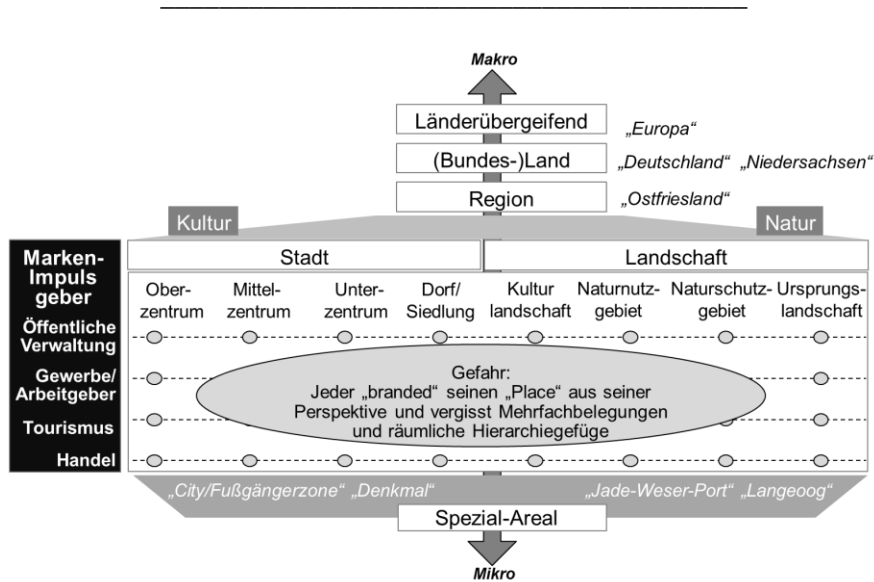 Makro
Länderübergeifend
„Europa“
(Bundes-)Land
„Deutschland“ „Niedersachsen“
Region
„Ostfriesland“
Kultur
Natur
Marken-
Impuls
geber
Stadt
Landschaft
Ober-
zentrum
Mittel-
zentrum
Unter-
zentrum
Dorf/
Siedlung
Kultur
landschaft
Naturnutz-
gebiet
Naturschutz-
gebiet
Ursprungs-
landschaft
Öffentliche
Verwaltung
Gewerbe/
Arbeitgeber
Tourismus
Handel
Gefahr:
Jeder „branded“ seinen „Place“ aus seiner
Perspektive und vergisst Mehrfachbelegungen
und räumliche Hierarchiegefüge
„City/Fußgängerzone“ „Denkmal“
„Jade-Weser-Port“ „Langeoog“
Spezial-Areal
Mikro